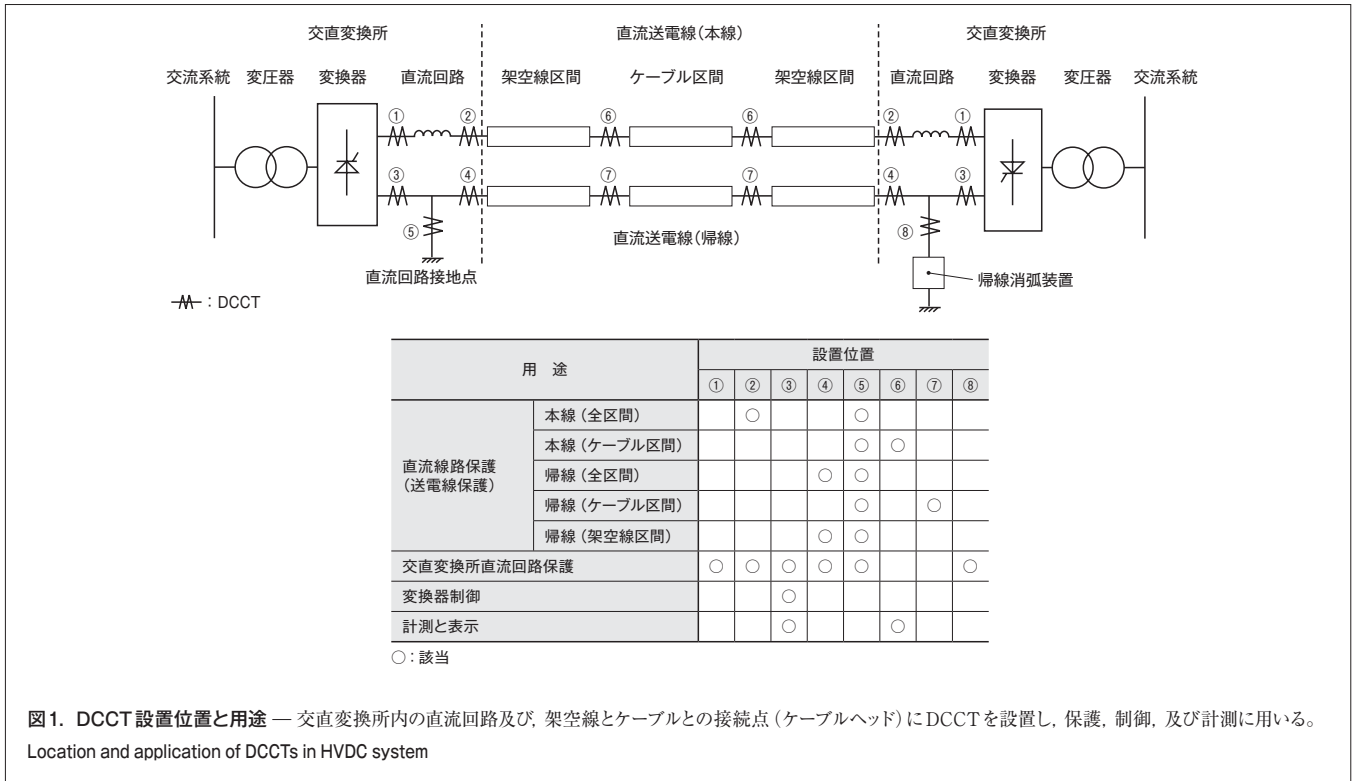 交直変換所 直流送電線(本線) 交直変換所
交流系統 変圧器 変換器 直流回路 架空線区間 ケーブル区間 架空線区間 直流回路 変換器 変圧器 交流系統
① ② ⑥ ⑥ ② ①
③ ④ ⑦ ⑦ ④ ③
⑤ 直流送電線(帰線) ⑧
直流回路接地点 帰線消弧装置
：DCCT
用 途 設置位置
① ② ③ ④ ⑤ ⑥ ⑦ ⑧
直流線路保護
(送電線保護)
本線(全区間) ○ ○
本線(ケーブル区間) ○ ○
帰線(全区間) ○ ○
帰線(ケーブル区間) ○ ○
帰線(架空線区間) ○ ○
交直変換所直流回路保護 ○ ○ ○ ○ ○ ○
変換器制御 ○
計測と表示 ○ ○
○：該当
図1. DCCT設置位置と用途 — 交直変換所内の直流回路及び，架空線とケーブルとの接続点(ケーブルヘッド)にDCCTを設置し，保護，制御，及び計測に用いる。
Location and application of DCCTs in HVDC system